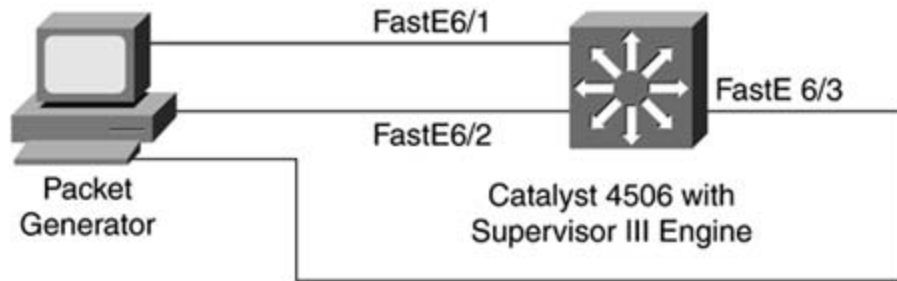 FastE6/1
FastE 6/3
FastE6/2
Packet
Generator
Catalyst 4506 with
Supervisor III Engine